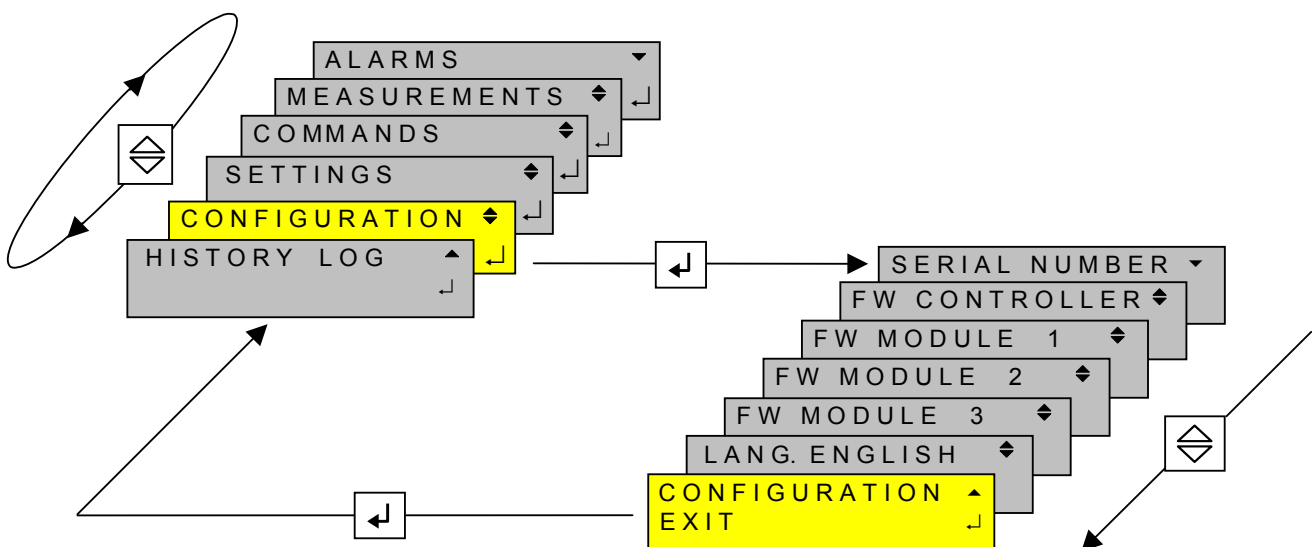 ALARMS
MEASUREMENTS
COMMANDS
SETTINGS
CONFIGURATION
HISTORY LOG
SERIAL NUMBER
FW CONTROLLER
FW MODULE 1
FW MODULE 2
FW MODULE 3
LANG. ENGLISH
CONFIGURATION
EXIT